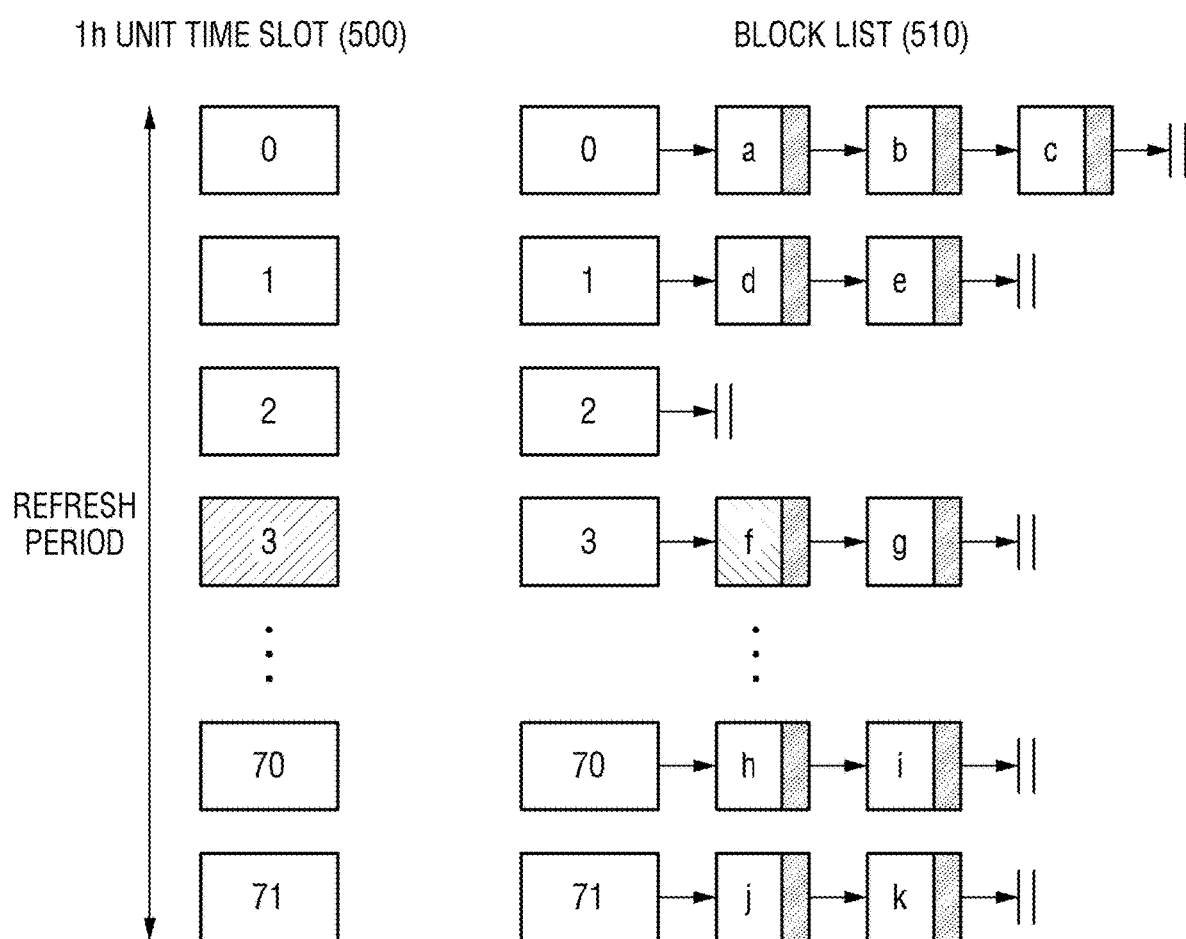 1h UNIT TIME SLOT (500) BLOCK LIST (510)
0 0 a b c
1 1 d e
2 2
REFRESH
PERIOD
3 3 f g
70 70 h i
71 71 j k